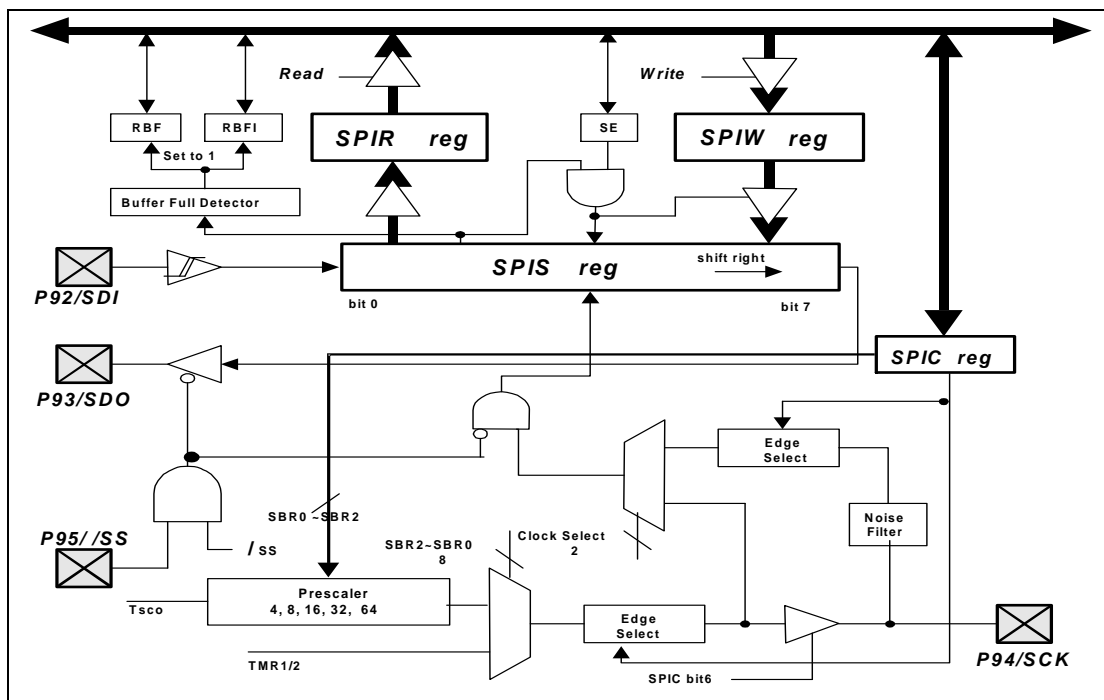 Read
Write
RBF
RBFI
SPIR reg
SE
SPIW reg
Set to 1
Buffer Full Detector
SPIS reg
shift right
P92/SDI
bit 0
bit 7
SPIC reg
P93/SDO
Edge
Select
Noise
Filter
SBR0 ~SBR2
P95/ /SS
/ SS
SBR2~SBR0
8
Clock Select
2
Prescaler
4, 8, 16, 32, 64
Tsco
Edge
Select
TMR1/2
SPIC bit6
P94/SCK